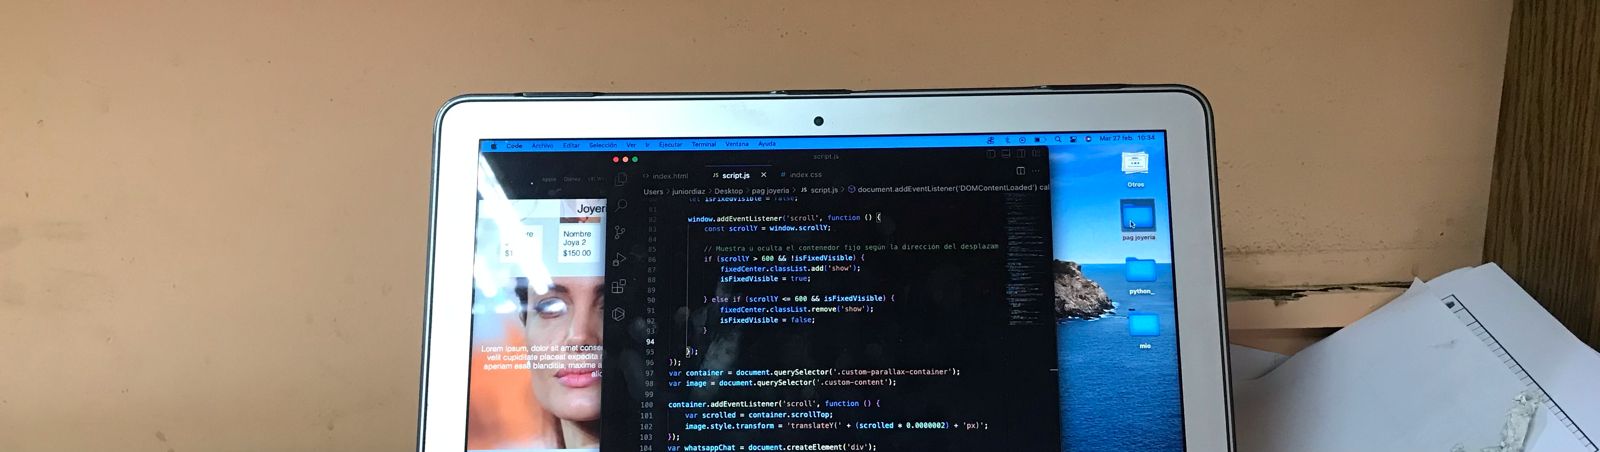 Code Archivo Editar Selección Ver Ir Ejecutar Terminal Ventana Ayuda
Mar 27 feb. 10:34
script.js
index.html
JS script.js
# index.css
Users > juniordiaz > Desktop > pag joyeria > JS script.js > document.addEventListener('DOMContentLoaded') cal
81 let isFixedVisible = false;
82 window.addEventListener('scroll', function () {
83 const scrollY = window.scrollY;
84
85 // Muestra u oculta el contenedor fijo según la dirección del desplazam
86 if (scrollY > 600 && !isFixedVisible) {
87 fixedCenter.classList.add('show');
88 isFixedVisible = true;
89
90 } else if (scrollY <= 600 && isFixedVisible) {
91 fixedCenter.classList.remove('show');
92 isFixedVisible = false;
93 }
94
95 });
96 });
97 var container = document.querySelector('.custom-parallax-container');
98 var image = document.querySelector('.custom-content');
99
100 container.addEventListener('scroll', function () {
101 var scrolled = container.scrollTop;
102 image.style.transform = 'translateY(' + (scrolled * 0.0000002) + 'px)';
103 });
104 var whatsappChat = document.createElement('div');
Joyer
Nombre
Joya 2
$150.00
$1
Lorem ipsum, dolor sit amet conse
velit cupiditate placeat expedita
aperiam esse blanditiis, maxime a
Otros
pag joyeria
python_
mio